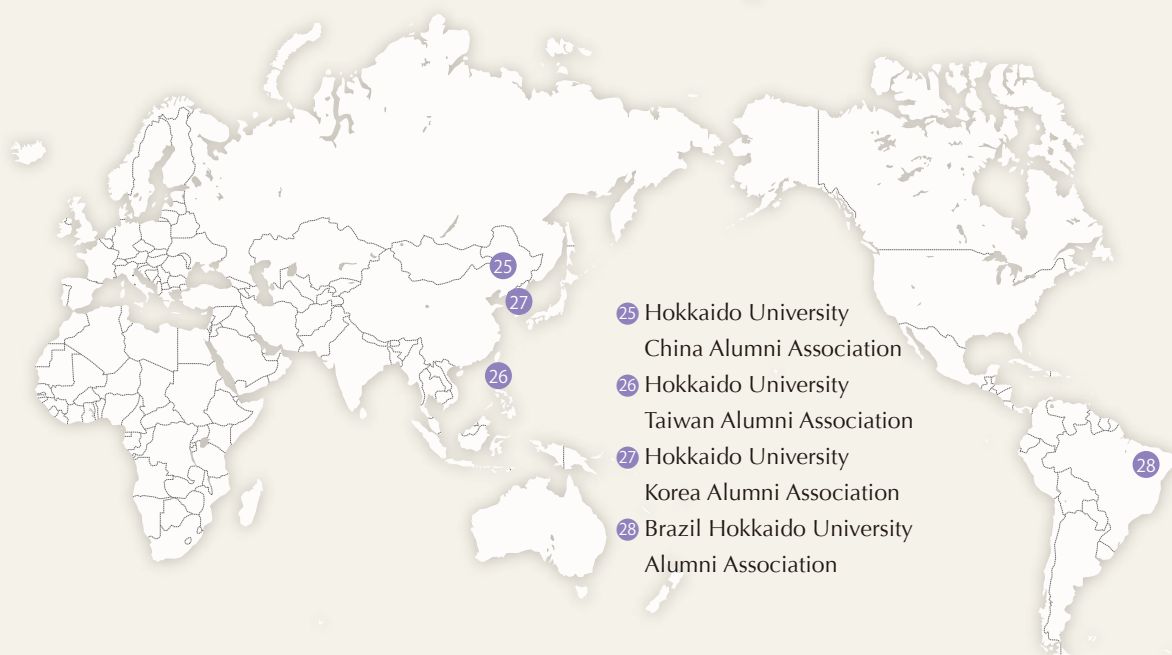 25
27
26
28
25 Hokkaido University
China Alumni Association
26 Hokkaido University
Taiwan Alumni Association
27 Hokkaido University
Korea Alumni Association
28 Brazil Hokkaido University
Alumni Association